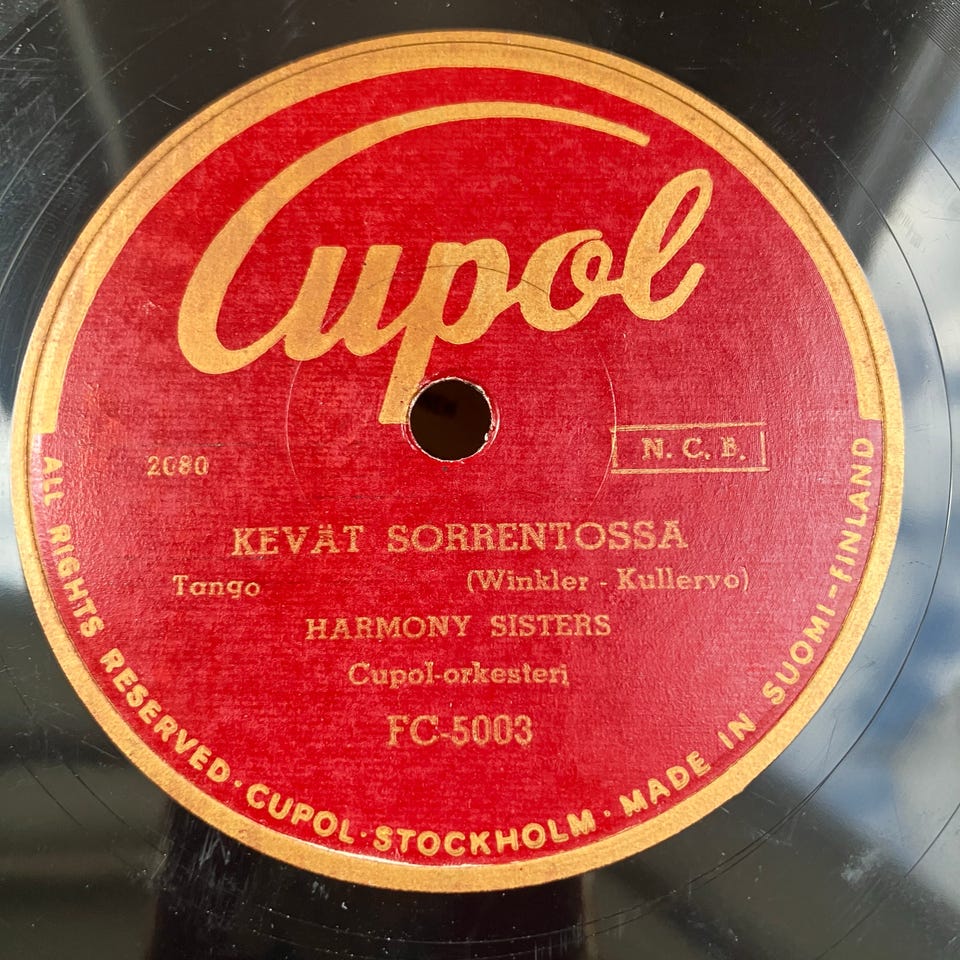 Cupol
2080
N. C. B.
KEVÄT SORRENTOSSA
Tango (Winkler - Kullervo)
HARMONY SISTERS
Cupol-orkesteri
FC-5003
ALL RIGHTS RESERVED · CUPOL · STOCKHOLM · MADE IN SUOMI-FINLAND